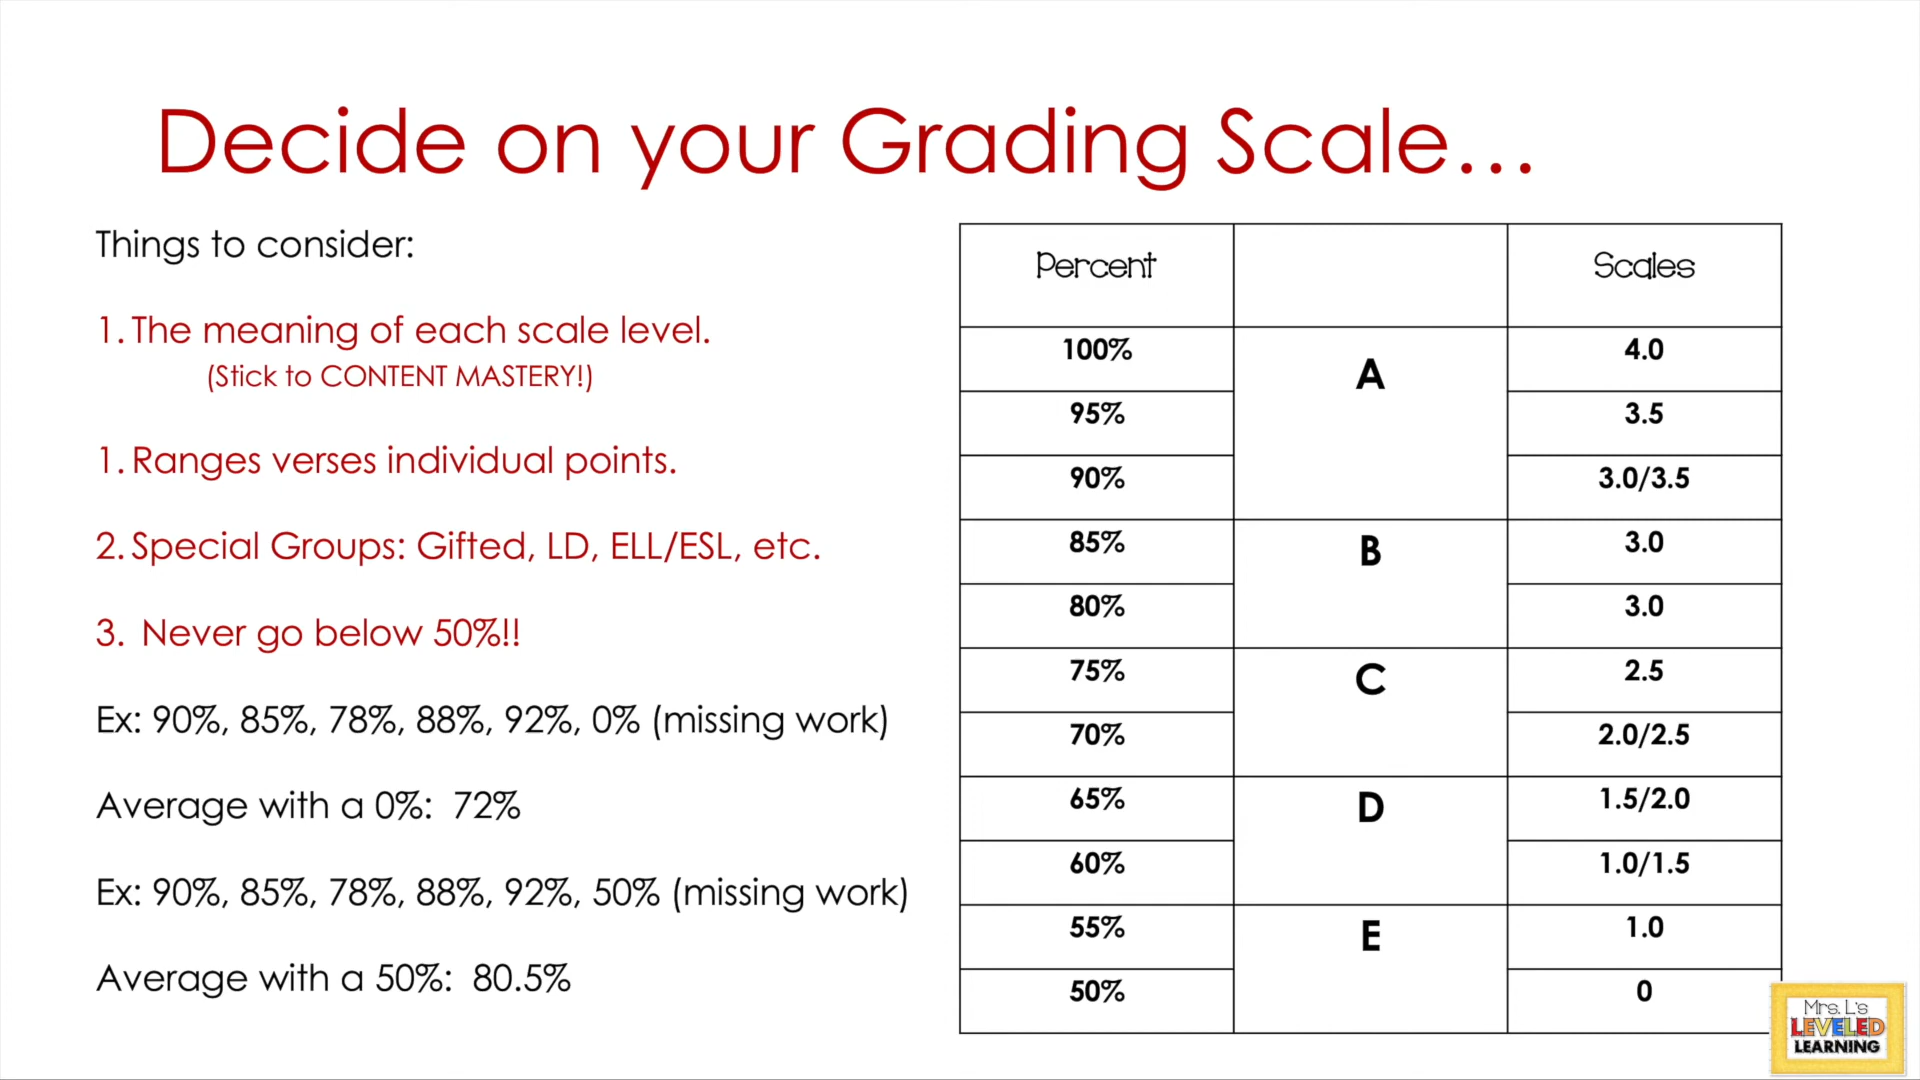 Decide on your Grading Scale...
Things to consider:
1. The meaning of each scale level.
(Stick to CONTENT MASTERY!)
1. Ranges verses individual points.
2. Special Groups: Gifted, LD, ELL/ESL, etc.
3. Never go below 50%!!
Ex: 90%, 85%, 78%, 88%, 92%, 0% (missing work)
Average with a 0%: 72%
Ex: 90%, 85%, 78%, 88%, 92%, 50% (missing work)
Average with a 50%: 80.5%
Percent Scales
100% A 4.0
95% 3.5
90% 3.0/3.5
85% B 3.0
80% 3.0
75% C 2.5
70% 2.0/2.5
65% D 1.5/2.0
60% 1.0/1.5
55% E 1.0
50% 0
Mrs. L's
LEVELED
LEARNING